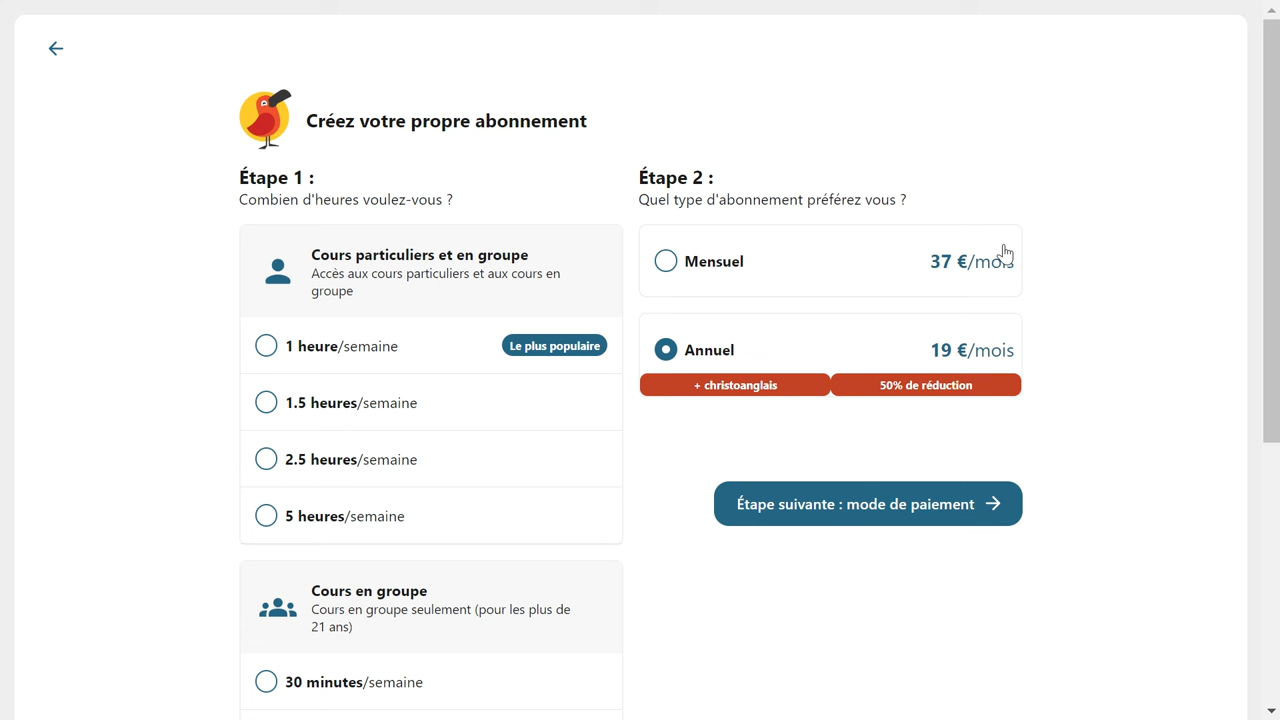 Créez votre propre abonnement
Étape 1 :
Combien d'heures voulez-vous ?
Cours particuliers et en groupe
Accès aux cours particuliers et aux cours en
groupe
1 heure/semaine
Le plus populaire
1.5 heures/semaine
2.5 heures/semaine
5 heures/semaine
Cours en groupe
Cours en groupe seulement (pour les plus de
21 ans)
30 minutes/semaine
Étape 2 :
Quel type d'abonnement préférez vous ?
Mensuel
37 €/mois
Annuel
19 €/mois
+ christoanglais
50% de réduction
Étape suivante : mode de paiement